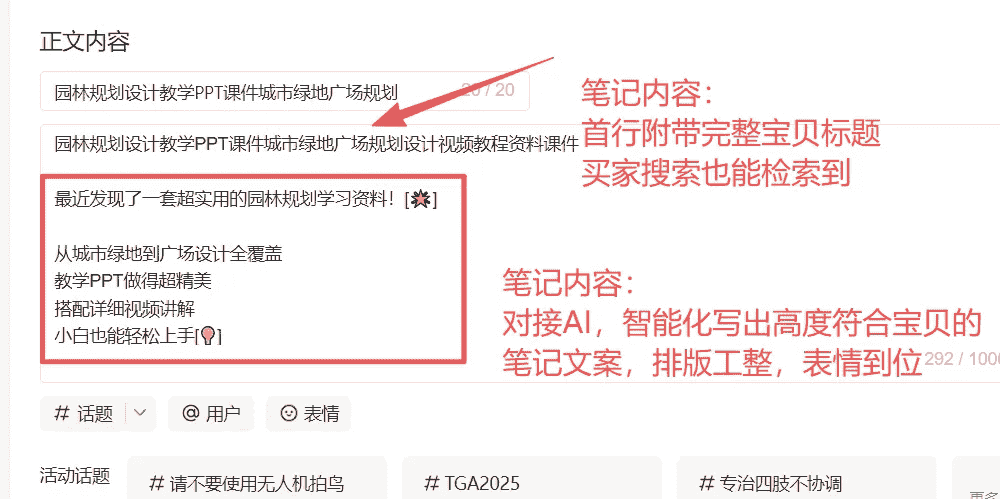 正文内容
园林规划设计教学PPT课件城市绿地广场规划
20 / 20
笔记内容：
首行附带完整宝贝标题
买家搜索也能检索到
园林规划设计教学PPT课件城市绿地广场规划设计视频教程资料课件
最近发现了一套超实用的园林规划学习资料！[💥]
从城市绿地到广场设计全覆盖
教学PPT做得超精美
搭配详细视频讲解
小白也能轻松上手[💡]
笔记内容：
对接AI，智能化写出高度符合宝贝的
笔记文案，排版工整，表情到位
292 / 1000
# 话题
@ 用户
表情
活动话题
# 请不要使用无人机拍鸟
# TGA2025
# 专治四肢不协调
更多